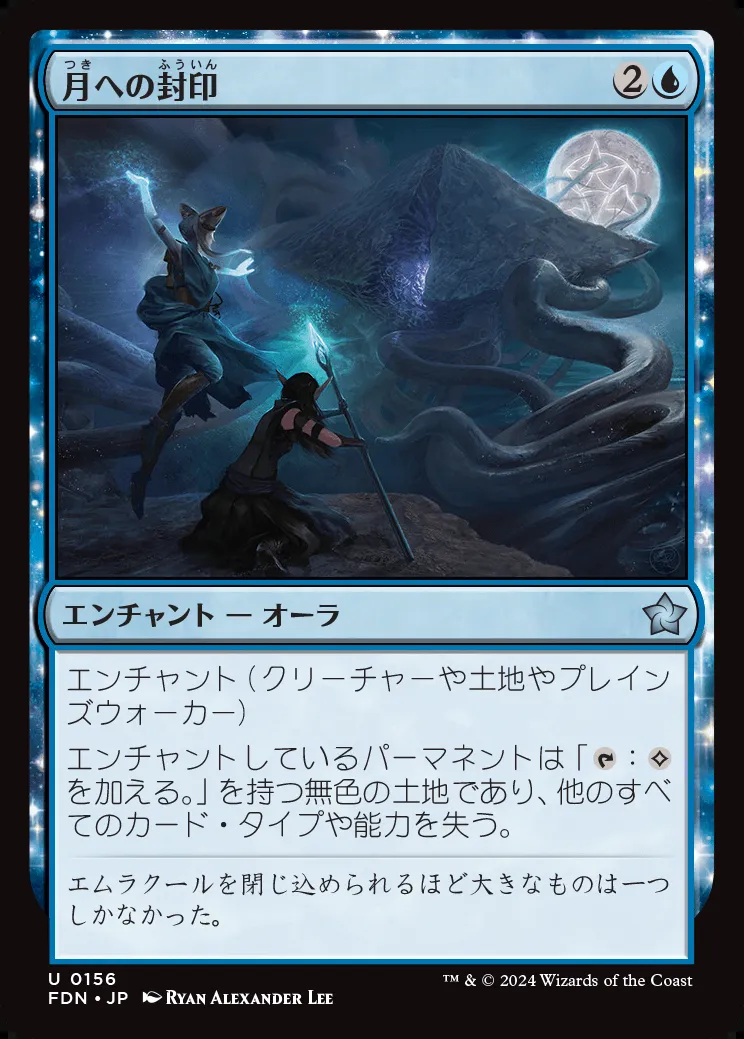 つき ふういん
月への封印
2
エンチャント — オーラ
エンチャント(クリーチャーや土地やプレイン
ズウォーカー)
エンチャントしているパーマネントは「:
を加える。」を持つ無色の土地であり、他のすべ
てのカード・タイプや能力を失う。
エムラクールを閉じ込められるほど大きなものは一つ
しかなかった。
U 0156
™ & © 2024 Wizards of the Coast
FDN • JP RYAN ALEXANDER LEE